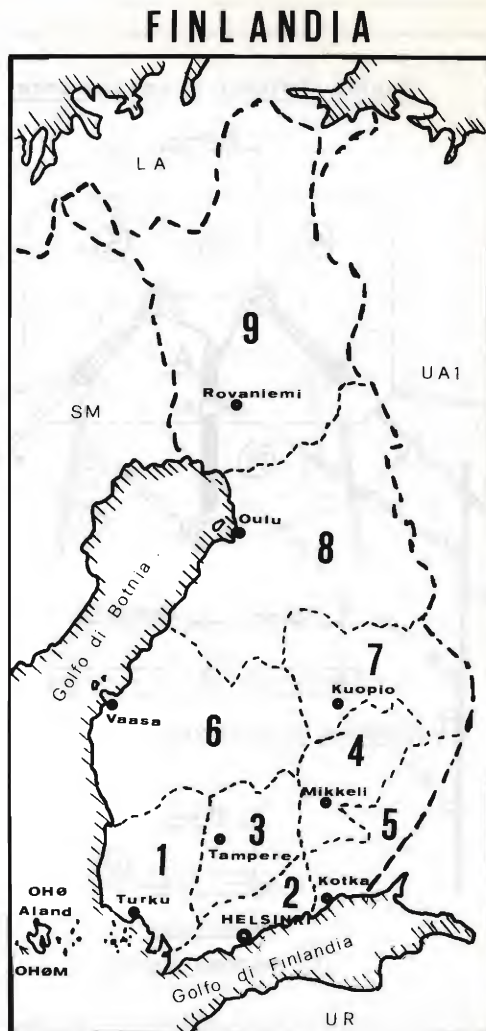 FINLANDIA
LA
9
UA1
Rovaniemi
SM
Oulu
8
Golfo di Botnia
7
Kuopio
Vaasa
6
4
Mikkeli
5
3
1
Tampere
OHØ
Aland
Turku
2
Kotka
HELSINKI
OHØM
Golfo di Finlandia
UR